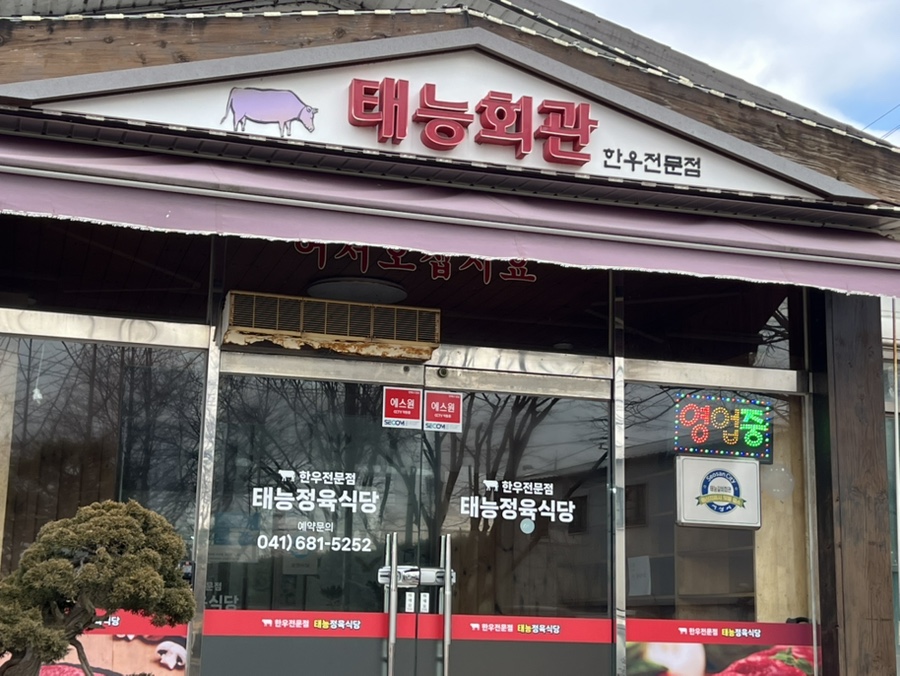 태능회관
한우전문점
어서오십시요
에스원
SECOM
에스원
SECOM
영업중
한우전문점
태능정육식당
예약문의
041) 681-5252
한우전문점
태능정육식당
한우전문점 태능정육식당
한우전문점 태능정육식당
한우전문점 태능정육식당